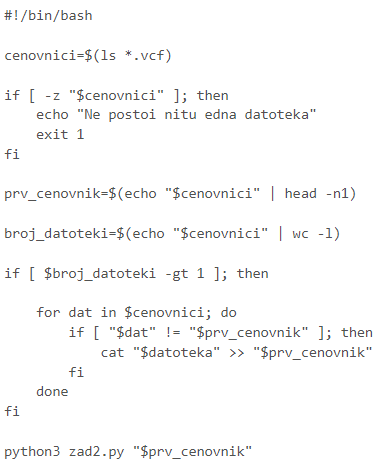 #!/bin/bash

cenovnici=$(ls *.vcf)

if [ -z "$cenovnici" ]; then
    echo "Ne postoi nitu edna datoteka"
    exit 1
fi

prv_cenovnik=$(echo "$cenovnici" | head -n1)

broj_datoteki=$(echo "$cenovnici" | wc -l)

if [ $broj_datoteki -gt 1 ]; then

    for dat in $cenovnici; do
        if [ "$dat" != "$prv_cenovnik" ]; then
            cat "$datoteka" >> "$prv_cenovnik"
        fi
    done
fi

python3 zad2.py "$prv_cenovnik"